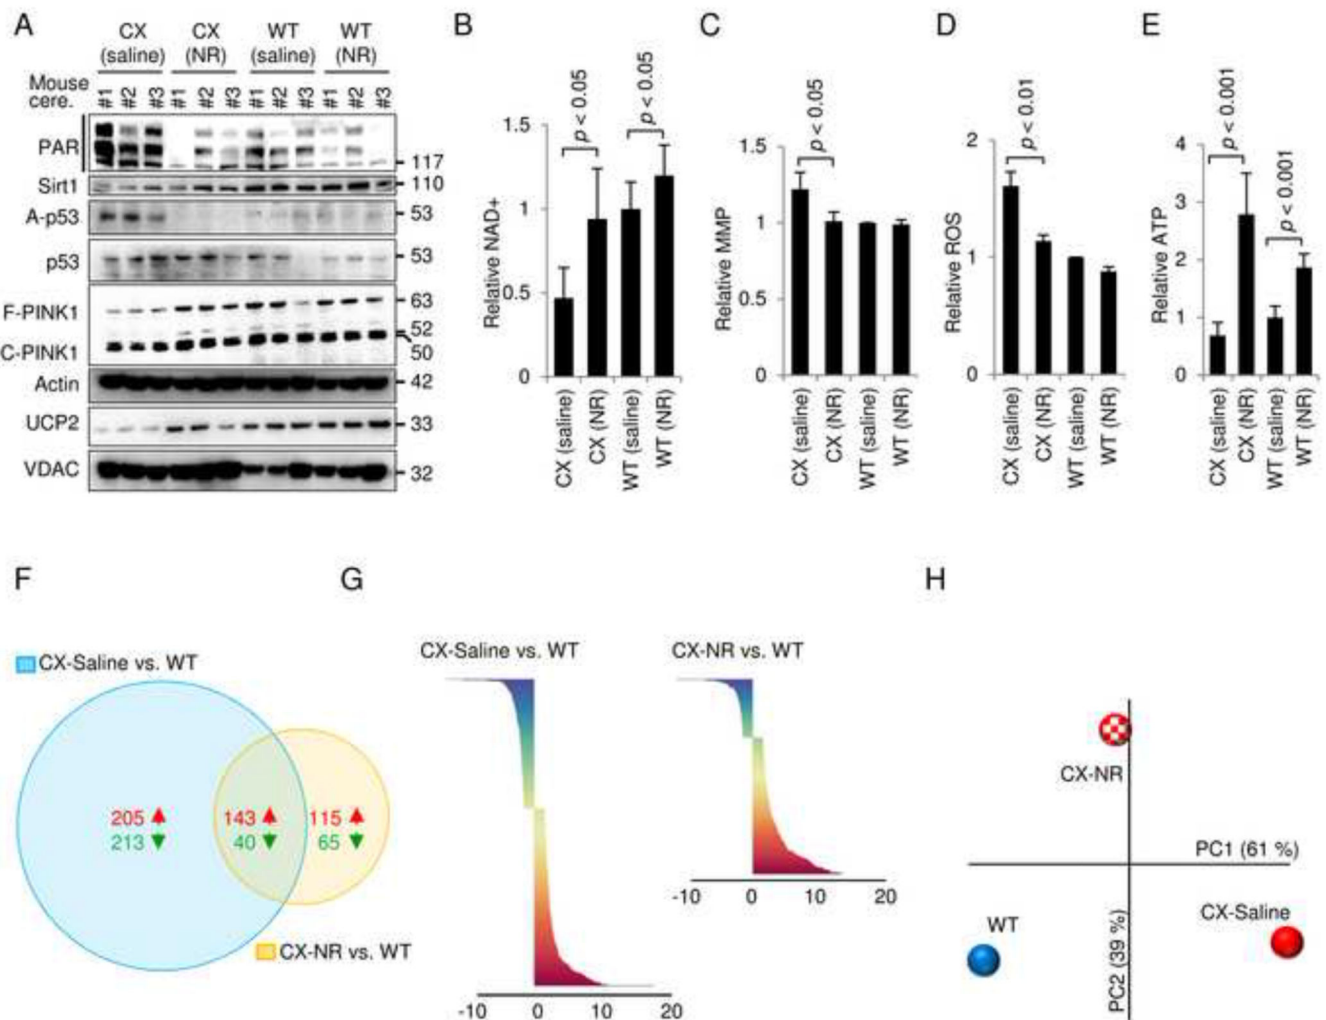 A
CX
(saline)
CX
(NR)
WT
(saline)
WT
(NR)
Mouse
cere.
#1 #2 #3 #1 #2 #3 #1 #2 #3 #1 #2 #3
PAR
117
Sirt1
110
A-p53
53
p53
53
F-PINK1
63
52
C-PINK1
50
Actin
42
UCP2
33
VDAC
32
B
p < 0.05
p < 0.05
Relative NAD+
1.5
1
0.5
0
CX (saline)
CX (NR)
WT (saline)
WT (NR)
C
p < 0.05
Relative MMP
1.5
1
0.5
0
CX (saline)
CX (NR)
WT (saline)
WT (NR)
D
p < 0.01
Relative ROS
2
1
0
CX (saline)
CX (NR)
WT (saline)
WT (NR)
E
p < 0.001
p < 0.001
Relative ATP
4
3
2
1
0
CX (saline)
CX (NR)
WT (saline)
WT (NR)
F
CX-Saline vs. WT
205
213
143
40
115
65
CX-NR vs. WT
G
CX-Saline vs. WT
-10 0 10 20
CX-NR vs. WT
-10 0 10 20
H
CX-NR
PC1 (61 %)
CX-Saline
WT
PC2 (39 %)